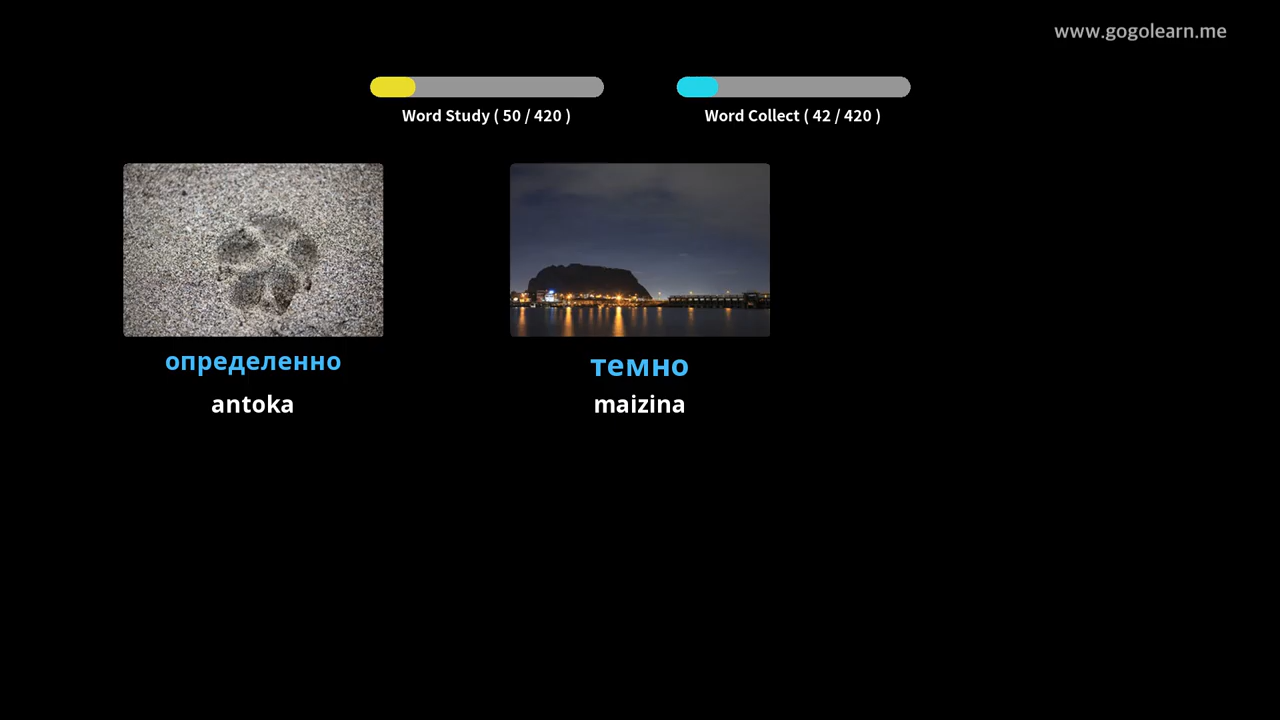 www.gogolearn.me
Word Study ( 50 / 420 )
Word Collect ( 42 / 420 )
определенно
antoka
темно
maizina